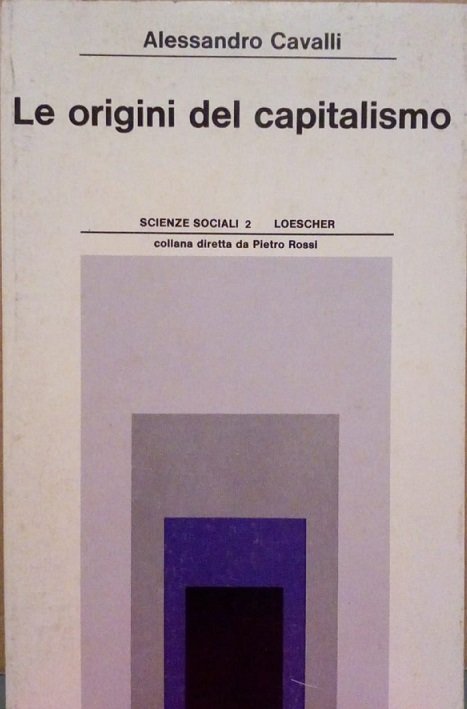 Alessandro Cavalli
Le origini del capitalismo
SCIENZE SOCIALI 2 LOESCHER
collana diretta da Pietro Rossi